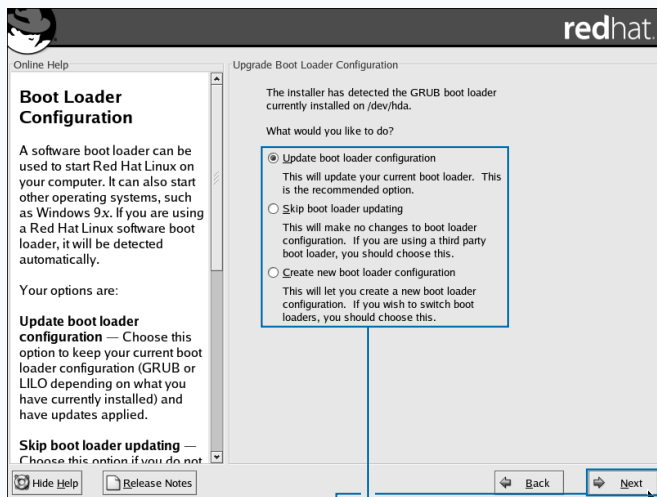 redhat.
Online Help
Boot Loader
Configuration
A software boot loader can be
used to start Red Hat Linux on
your computer. It can also start
other operating systems, such
as Windows 9x. If you are using
a Red Hat Linux software boot
loader, it will be detected
automatically.
Your options are:
Update boot loader
configuration — Choose this
option to keep your current boot
loader configuration (GRUB or
LILO depending on what you
have currently installed) and
have updates applied.
Skip boot loader updating —
Choose this option if you do not
Upgrade Boot Loader Configuration
The installer has detected the GRUB boot loader
currently installed on /dev/hda.
What would you like to do?
Update boot loader configuration
This will update your current boot loader. This
is the recommended option.
Skip boot loader updating
This will make no changes to boot loader
configuration. If you are using a third party
boot loader, you should choose this.
Create new boot loader configuration
This will let you create a new boot loader
configuration. If you wish to switch boot
loaders, you should choose this.
Hide Help
Release Notes
Back
Next